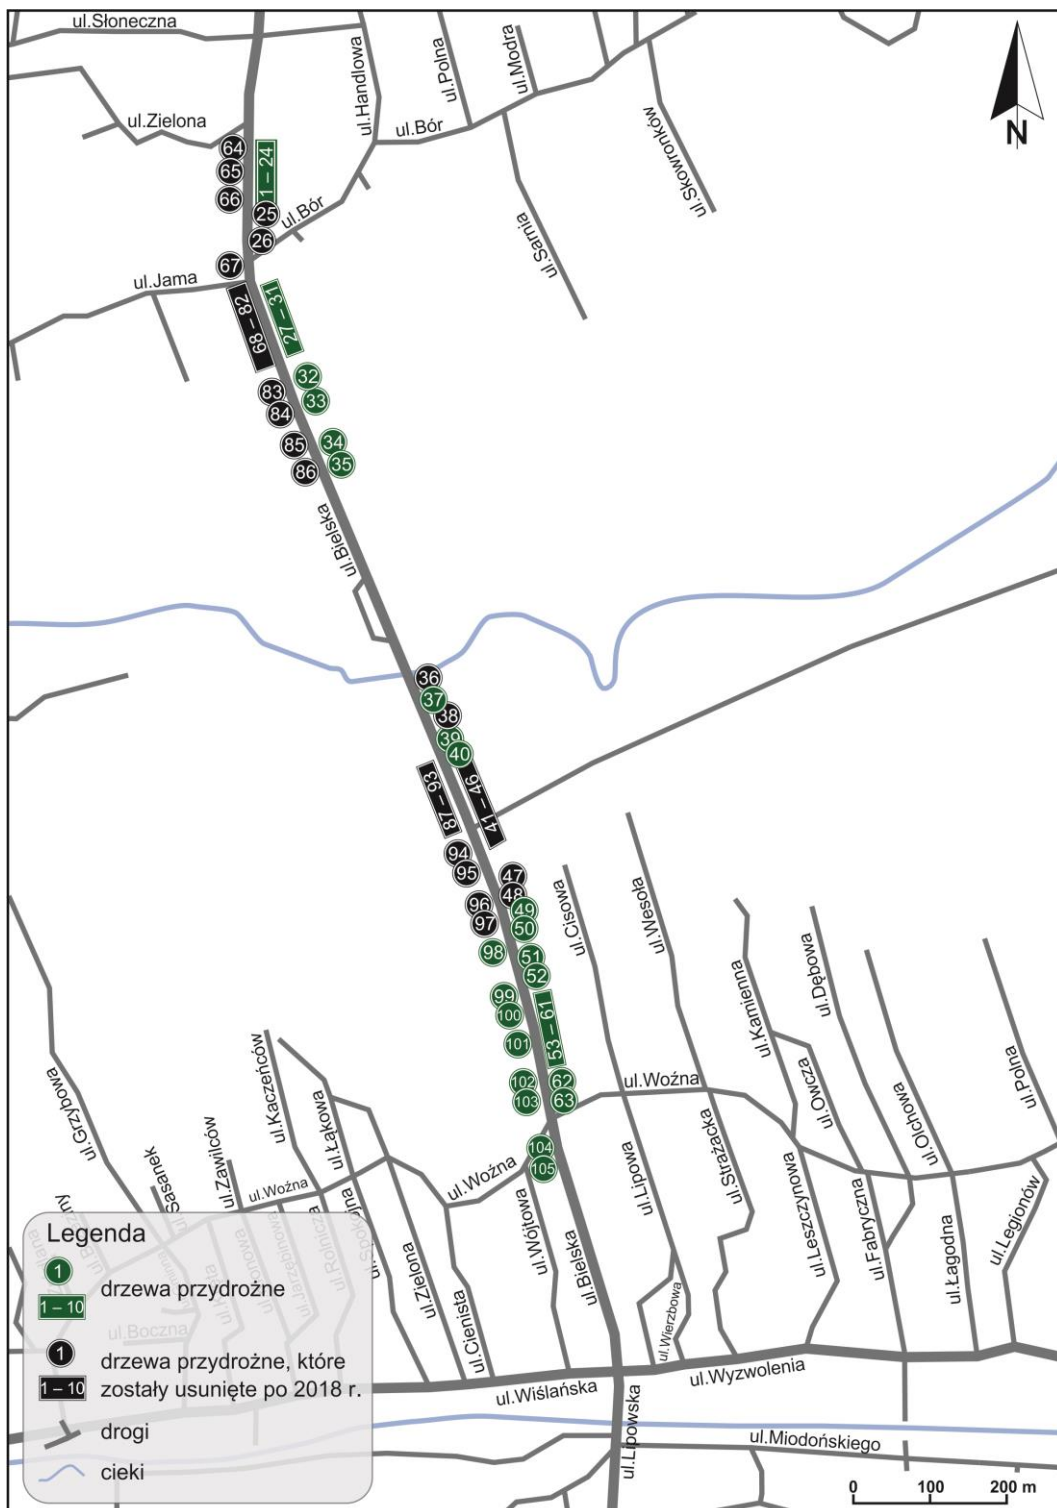 ul.Słoneczna
ul.Handlowa
ul.Polna
ul.Modra
ul.Zielona
ul.Bór
ul.Skowronków
N
64
65
66
1 – 24
25
26
ul.Bór
ul.Sarnia
67
ul.Jama
68 – 82
27 – 31
32
33
83
84
34
35
85
86
ul.Bielska
36
37
38
39
40
87 – 93
41 – 46
94
95
47
48
96
97
49
50
98
51
52
99
100
53 – 61
101
102
103
62
63
104
105
ul.Cisowa
ul.Wesoła
ul.Kamienna
ul.Dębowa
ul.Owcza
ul.Olchowa
ul.Polna
ul.Woźna
ul.Grzybowa
ul.Sasanek
ul.Zawilców
ul.Kaczeńców
ul.Łąkowa
ul.Woźna
ul.Woźna
ul.Wójtowa
ul.Bielska
ul.Lipowa
ul.Strażacka
ul.Leszczynowa
ul.Fabryczna
ul.Łagodna
ul.Legionów
ul.Rolnicza
ul.Spokojna
ul.Zielona
ul.Cienista
ul.Wierzbowa
ul.Jarzębinowa
ul.Boczna
ul.Wiślańska
ul.Wyzwolenia
ul.Lipowska
ul.Miodońskiego
Legenda
1
1 – 10
drzewa przydrożne
1
1 – 10
drzewa przydrożne, które
zostały usunięte po 2018 r.
drogi
cieki
0 100 200 m